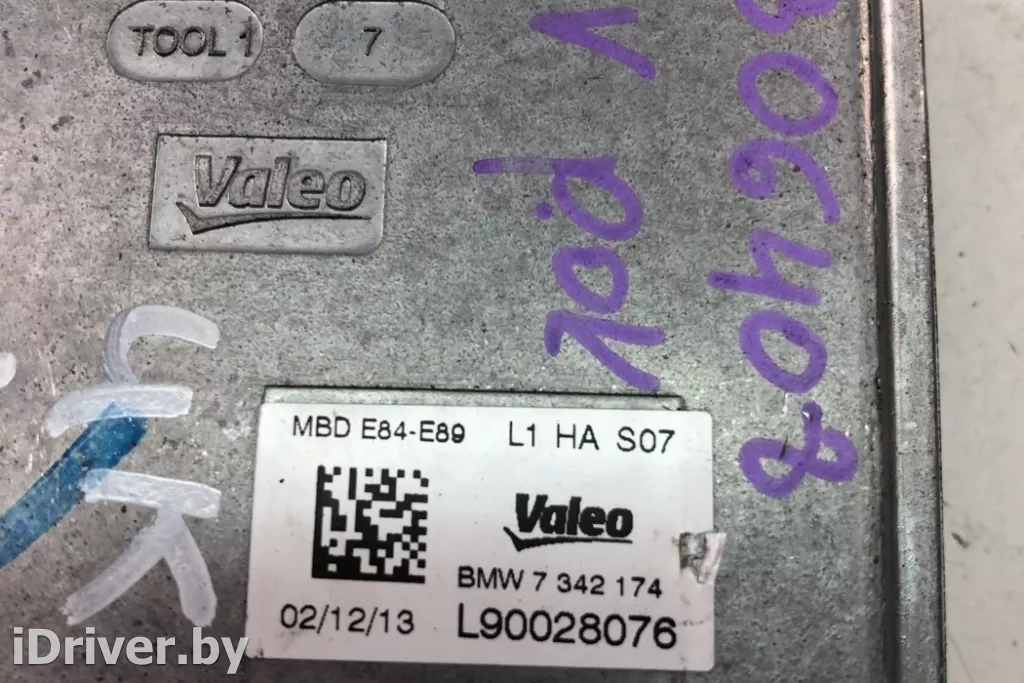 TOOL 1 7
Valeo
MBD E84-E89 L1 HA S07
Valeo
BMW 7 342 174
02/12/13 L90028076
iDriver.by